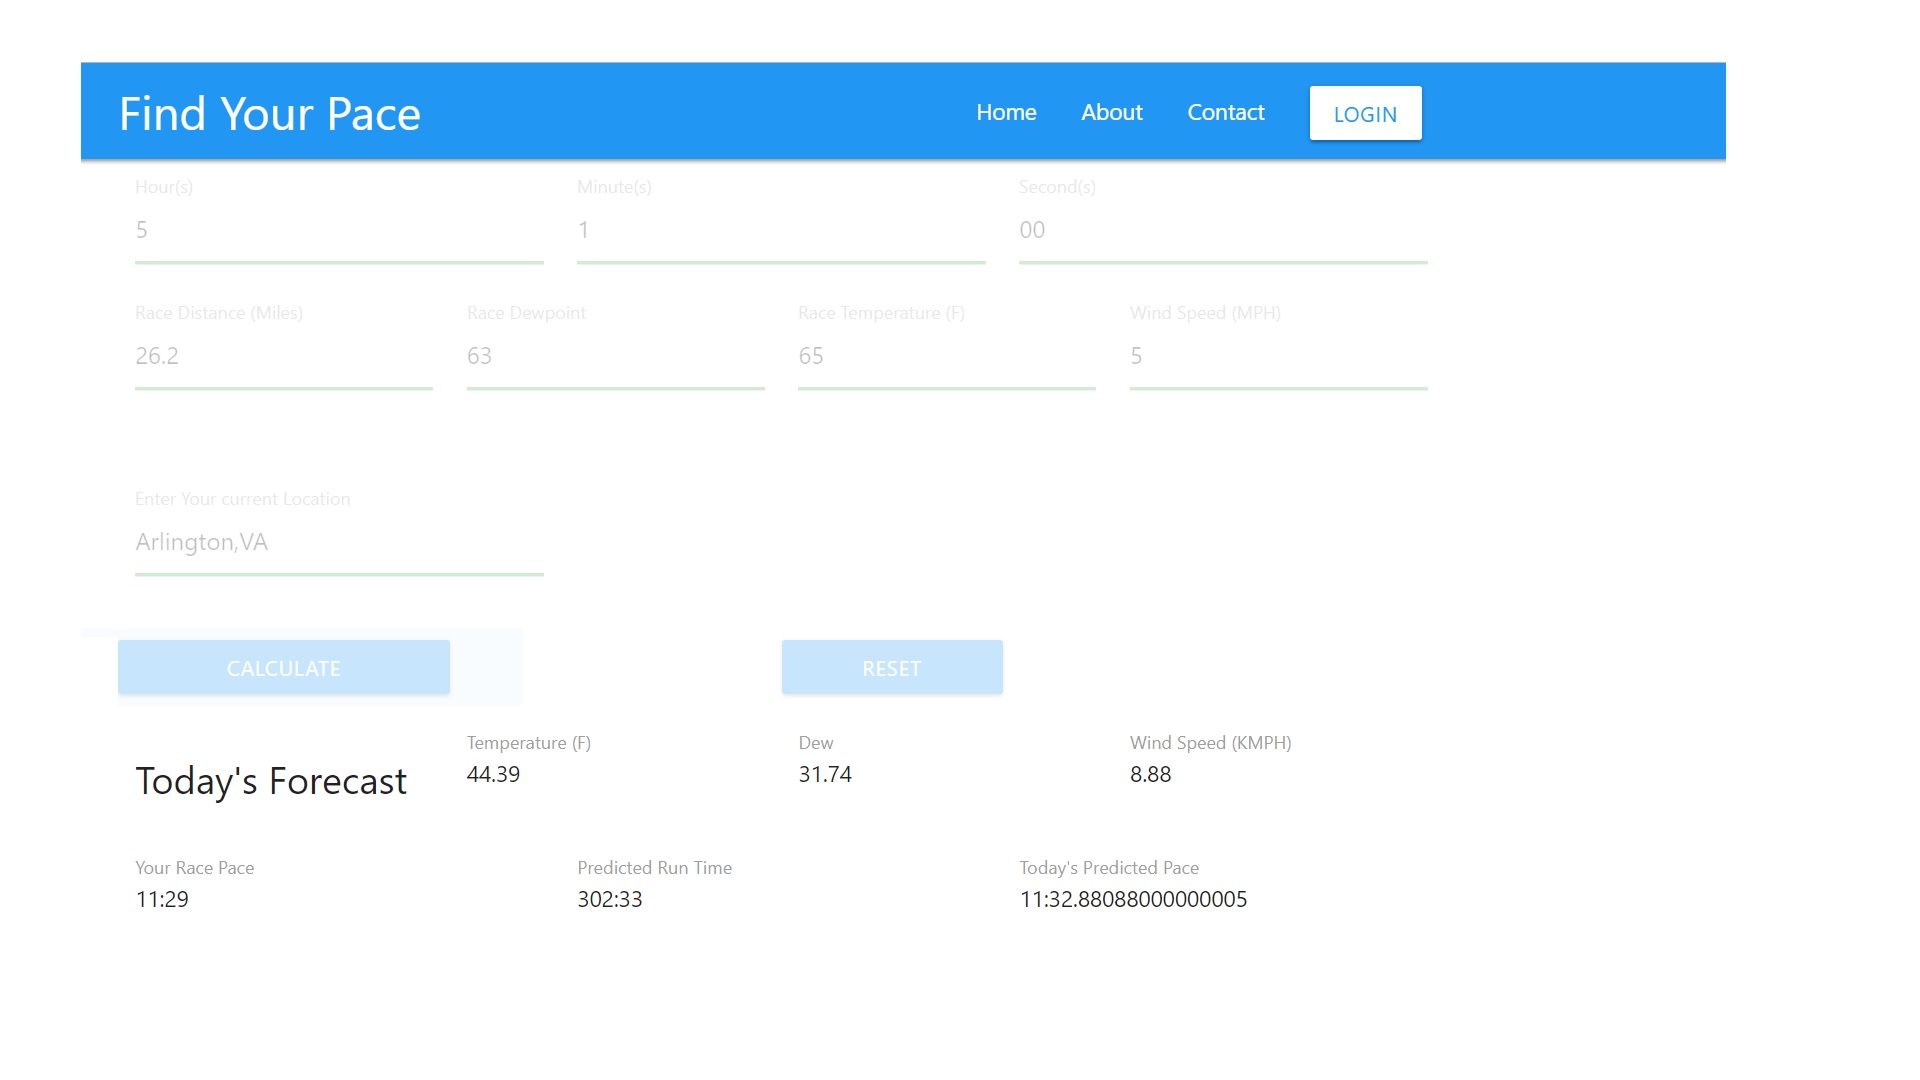 Find Your Pace Home About Contact LOGIN
Hour(s) Minute(s) Second(s)
5 1 00
Race Distance (Miles) Race Dewpoint Race Temperature (F) Wind Speed (MPH)
26.2 63 65 5
Enter Your current Location
Arlington,VA
CALCULATE RESET
Temperature (F) Dew Wind Speed (KMPH)
Today's Forecast 44.39 31.74 8.88
Your Race Pace Predicted Run Time Today's Predicted Pace
11:29 302:33 11:32.88088000000005